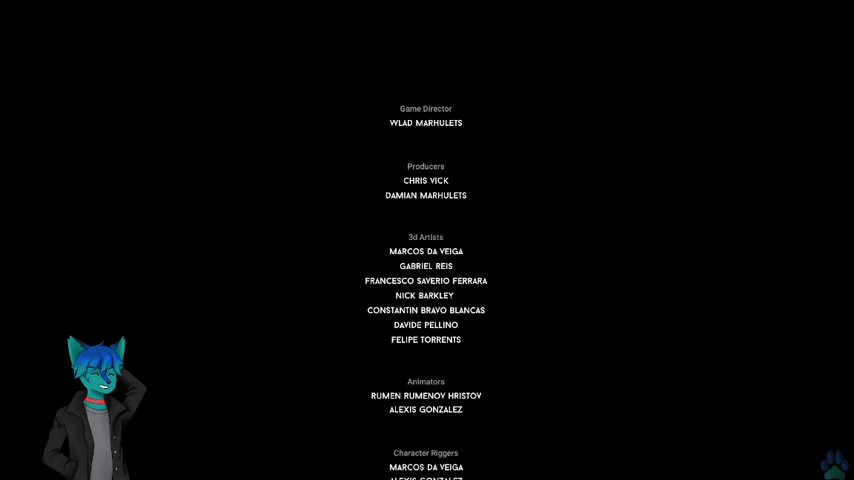 Game Director
WLAD MARHULETS
Producers
CHRIS VICK
DAMIAN MARHULETS
3d Artists
MARCOS DA VEIGA
GABRIEL REIS
FRANCESCO SAVERIO FERRARA
NICK BARKLEY
CONSTANTIN BRAVO BLANCAS
DAVIDE PELLINO
FELIPE TORRENTS
Animators
RUMEN RUMENOV HRISTOV
ALEXIS GONZALEZ
Character Riggers
MARCOS DA VEIGA
ALEXIS GONZALEZ